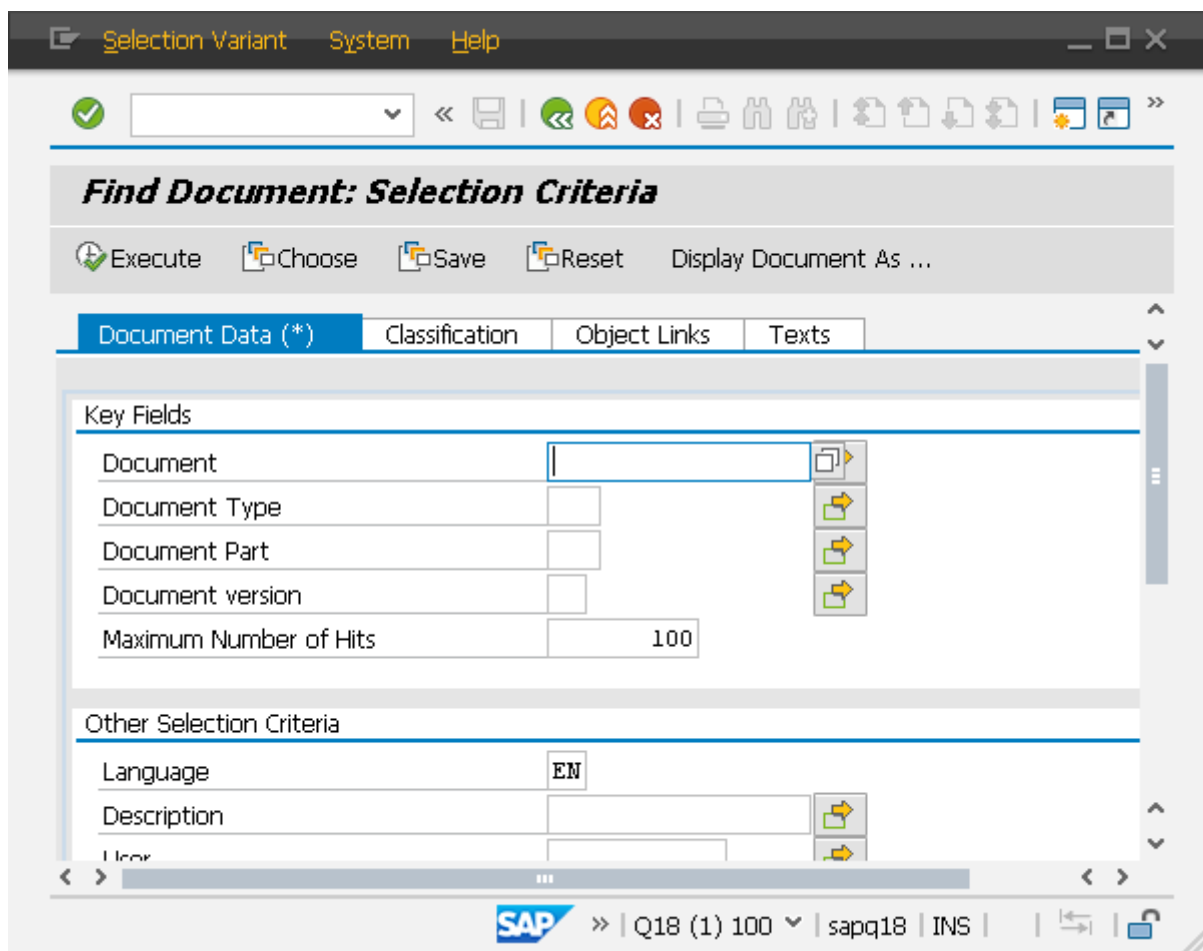 Selection Variant System Help
Find Document: Selection Criteria
Execute Choose Save Reset Display Document As ...
Document Data (*) Classification Object Links Texts
Key Fields
Document
Document Type
Document Part
Document version
Maximum Number of Hits 100
Other Selection Criteria
Language EN
Description
User
SAP Q18 (1) 100 sapq18 INS